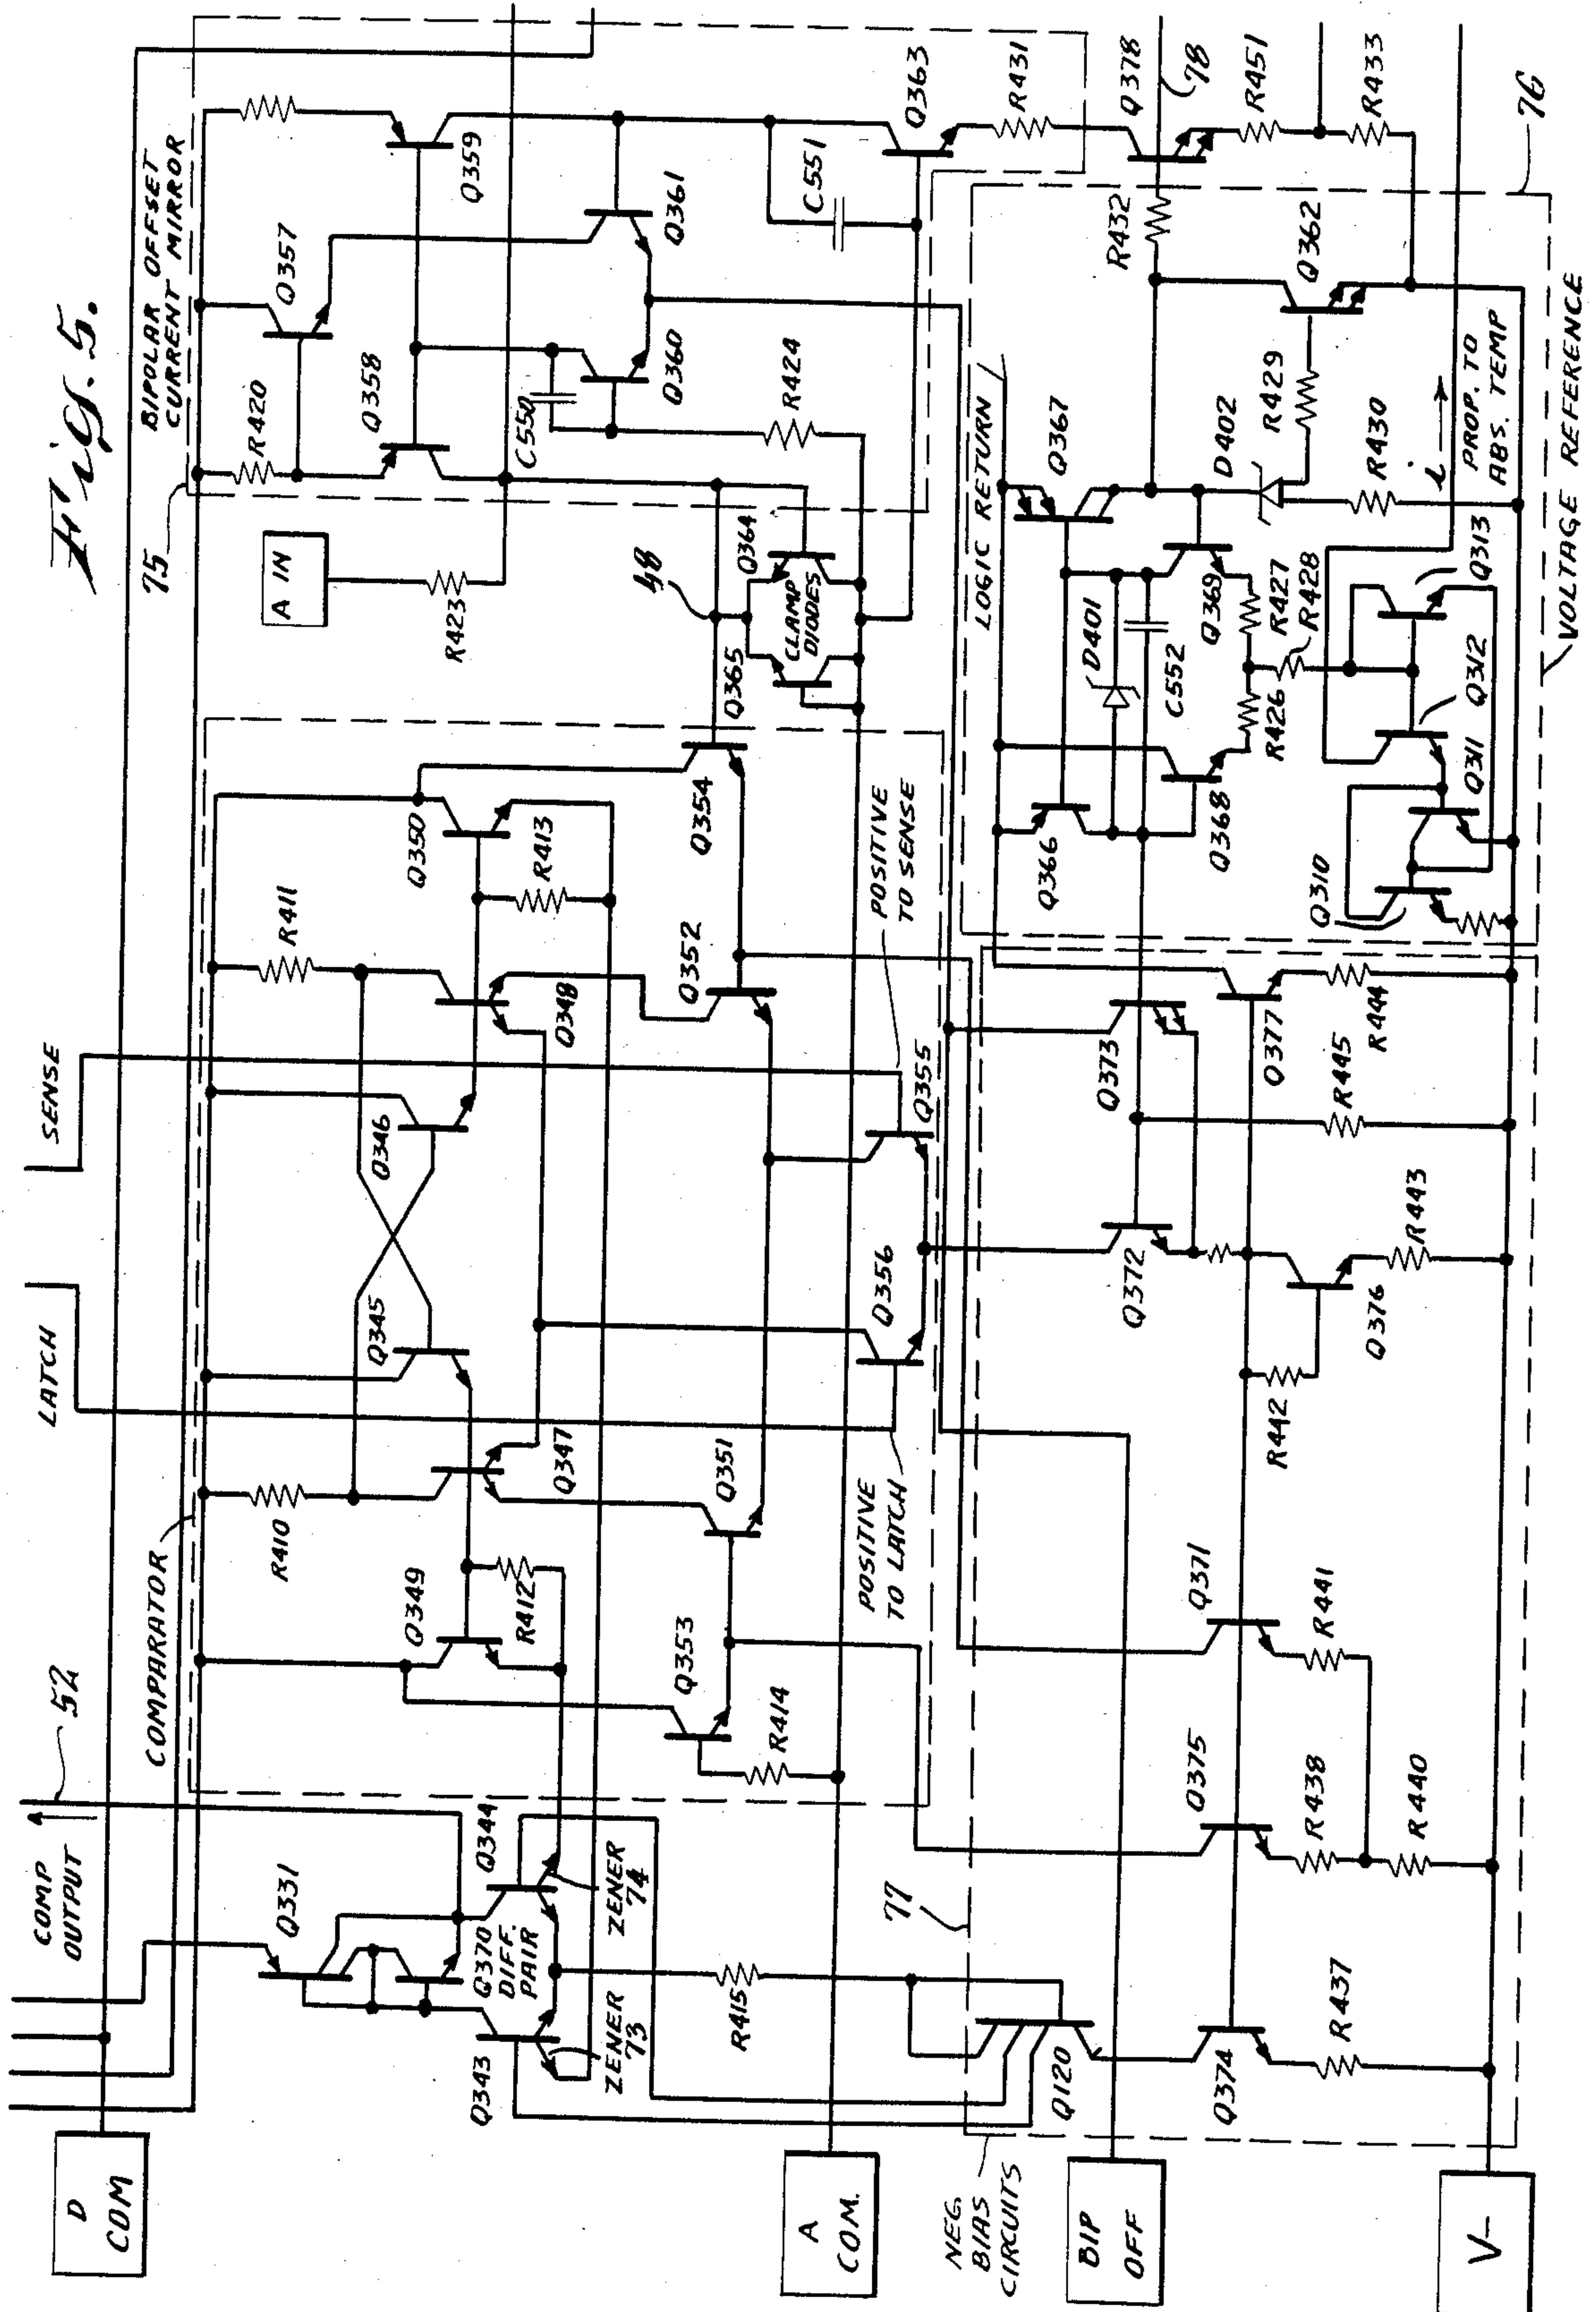 Fig. 5.
75
BIPOLAR OFFSET
CURRENT MIRROR
R420
Q357
Q358
Q359
C550
Q360
Q361
R424
C551
Q363
R431
Q378
78
R451
R433
76
R432
A IN
R423
48
Q364
Q365
CLAMP
DIODES
LOGIC RETURN
Q367
D401
C552
Q366
Q368
Q369
R427
R428
R426
D402
R429
R430
Q362
i
PROP. TO
ABS. TEMP
Q313
Q312
Q311
Q310
VOLTAGE REFERENCE
SENSE
LATCH
COMPARATOR
52
COMP
OUTPUT
R411
R410
Q350
R413
Q348
Q346
Q345
Q347
Q349
R412
Q354
Q352
Q351
Q353
R414
POSITIVE
TO SENSE
Q355
Q356
POSITIVE
TO LATCH
Q331
Q344
Q370
DIFF.
PAIR
Q343
ZENER
74
ZENER
73
R415
77
Q373
Q377
R444
R445
Q372
Q376
R443
R442
Q371
R441
Q375
R438
R440
Q120
Q374
R437
D
COM
A
COM.
NEG.
BIAS
CIRCUITS
BIP
OFF
V-